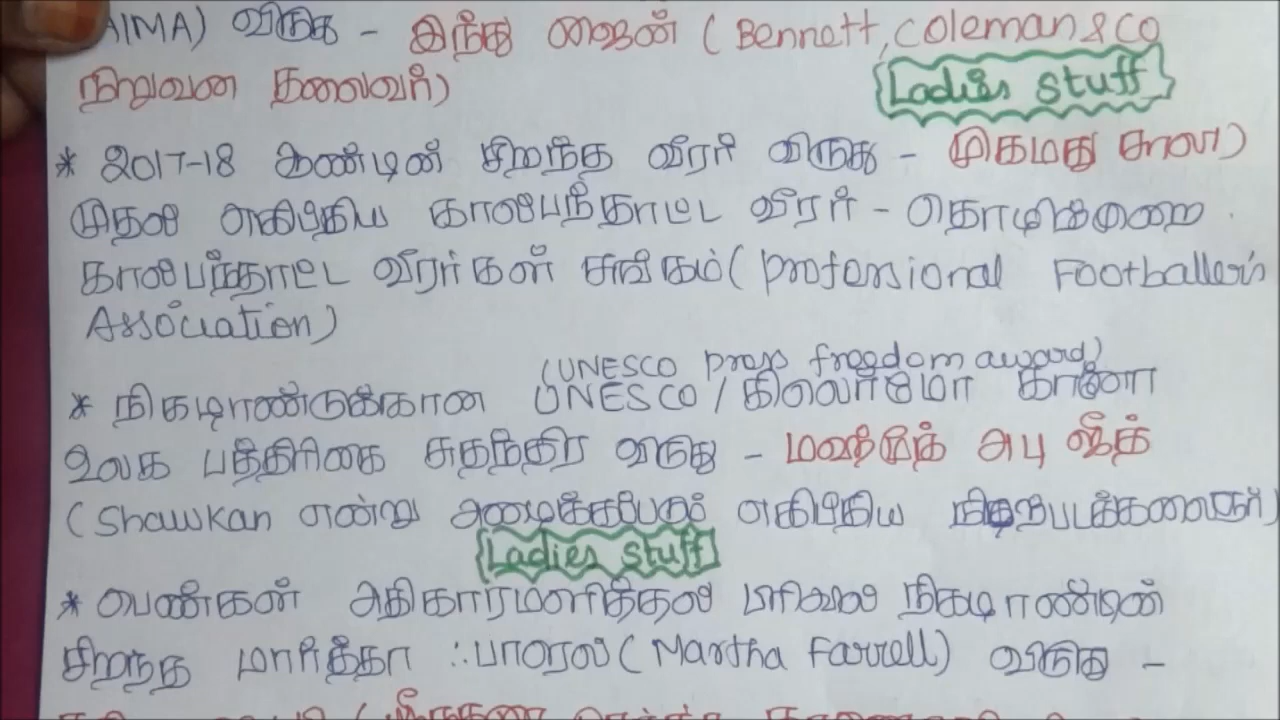 AIMA) விருது - இந்து ஜைன் (Bennett, Coleman & Co
நிறுவன தலைவர்)
Ladies stuff
* 2017-18 ஆண்டின் சிறந்த வீரர் விருது - முகமது சாலா)
முதல் எகிப்திய கால்பந்தாட்ட வீரர் - தொழில்முறை
கால்பந்தாட்ட வீரர்கள் சங்கம் (Professional Footballer's
Association)
(UNESCO press freedom award)
* நிகழாண்டுக்கான UNESCO / கில்லர்மோ கானோ
உலக பத்திரிகை சுதந்திர விருது - மஹ்மூத் அபு ஜீத்
(Shawkan என்று அழைக்கப்படும் எகிப்திய நிழற்படக்கலைஞர்)
Ladies stuff
* பெண்கள் அதிகாரமளித்தல் பிரிவில் நிகழாண்டின்
சிறந்த மார்த்தா ஃபாரல் (Martha Farrell) விருது -